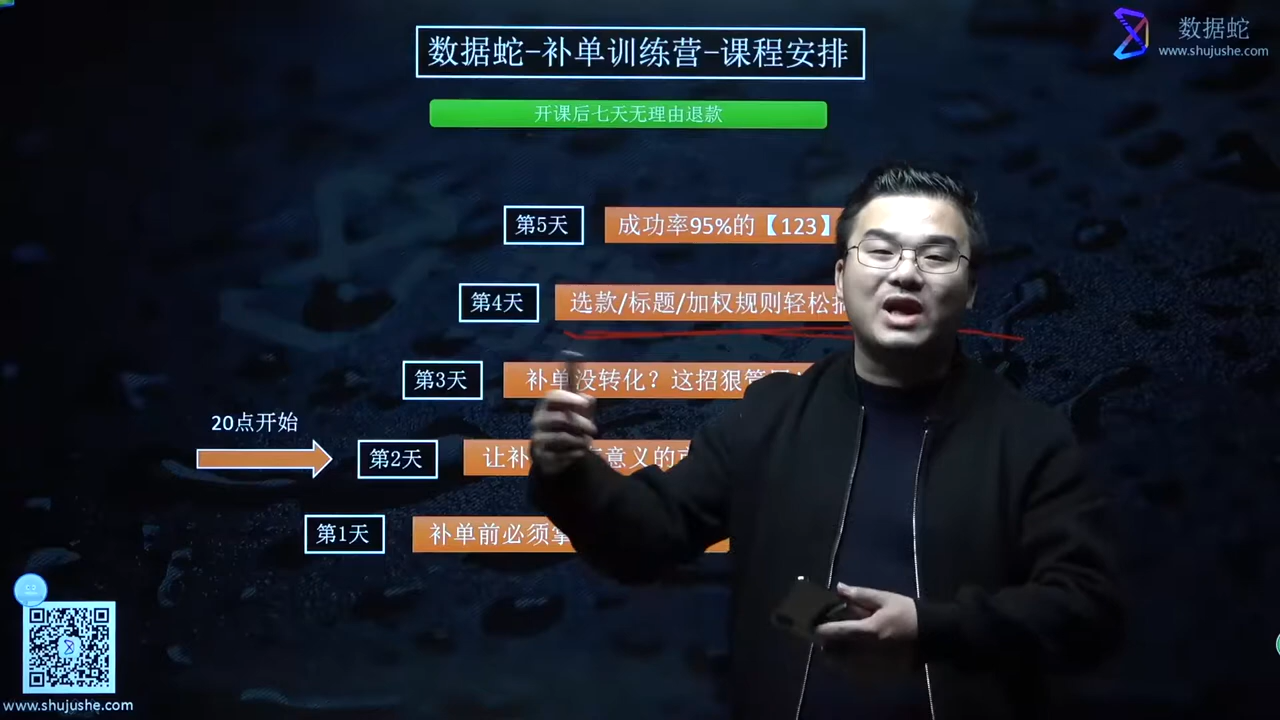 数据蛇-补单训练营-课程安排
数据蛇
www.shujushe.com
开课后七天无理由退款
第5天
成功率95%的【123】
第4天
选款/标题/加权规则轻松
第3天
补单没转化？这招狠管
20点开始
第2天
让补 意义的
第1天
补单前必须掌
www.shujushe.com